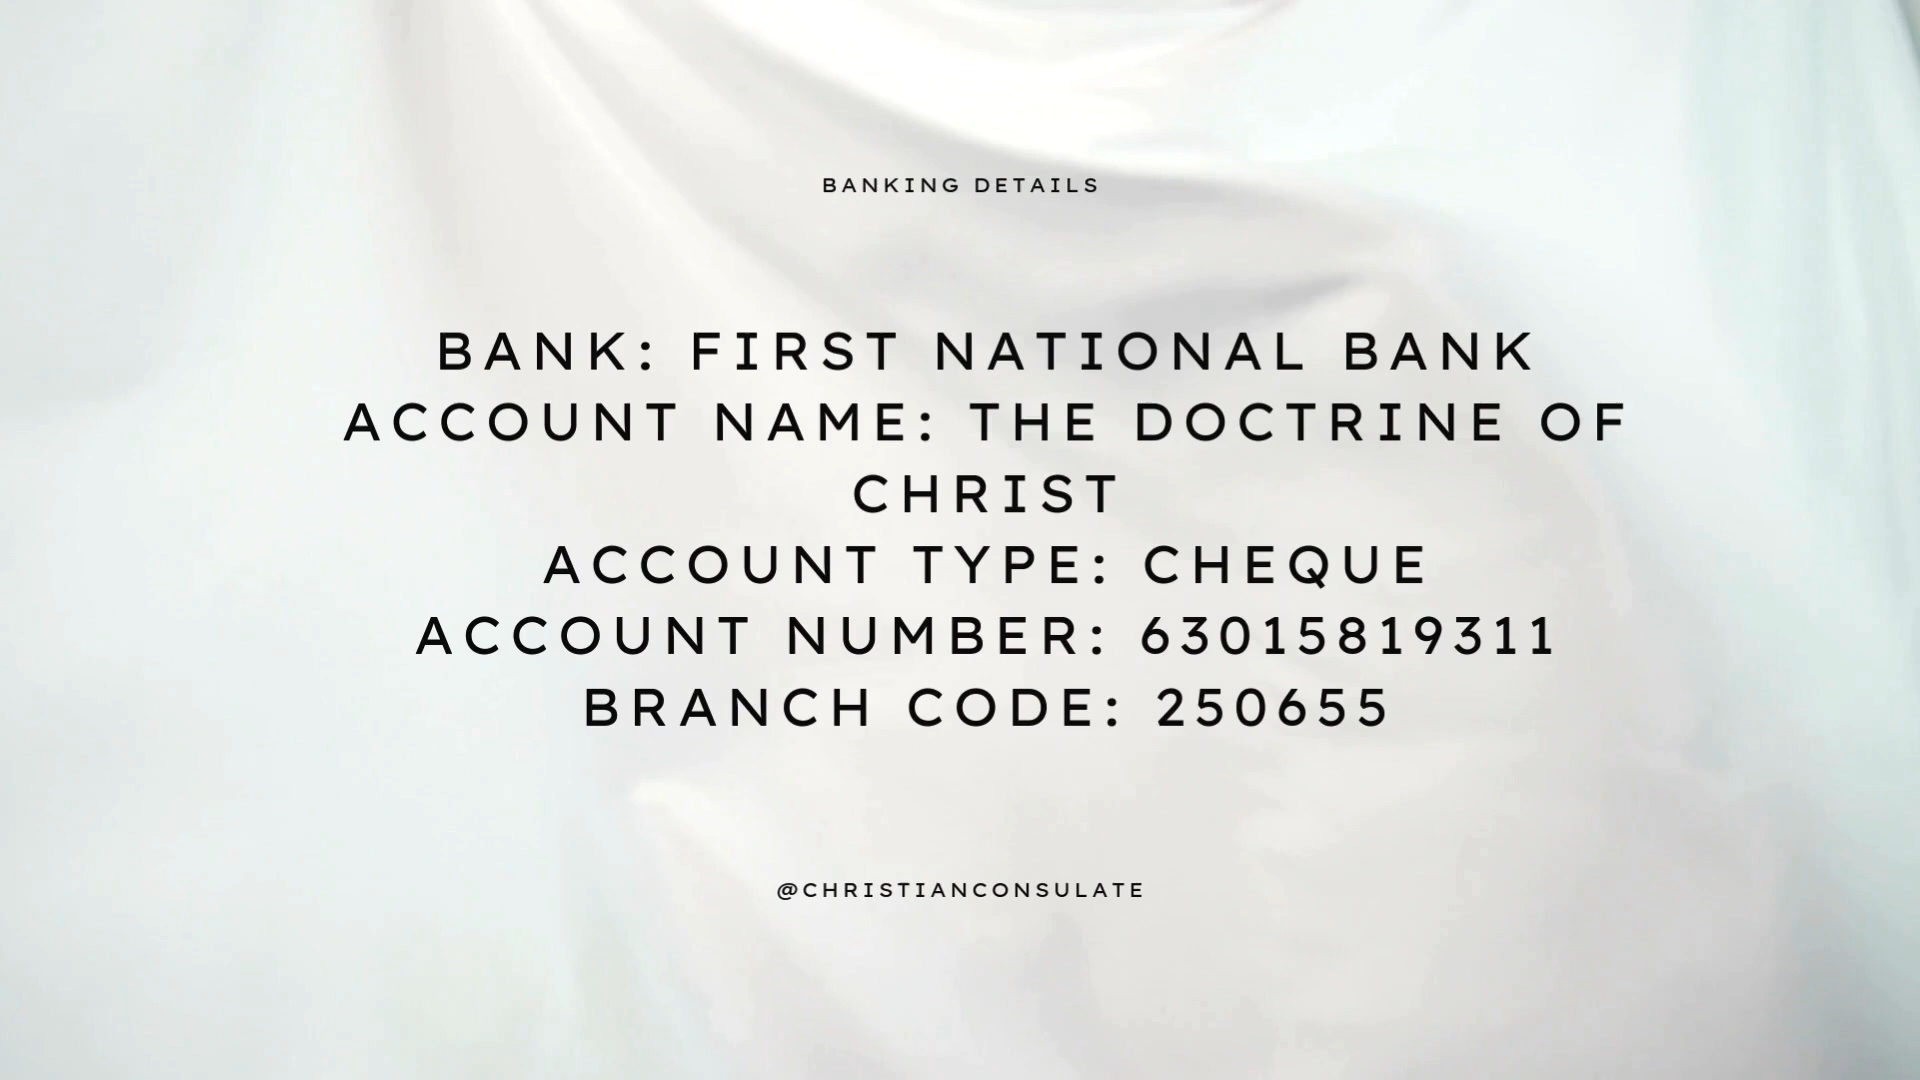 BANKING DETAILS
BANK: FIRST NATIONAL BANK
ACCOUNT NAME: THE DOCTRINE OF
CHRIST
ACCOUNT TYPE: CHEQUE
ACCOUNT NUMBER: 63015819311
BRANCH CODE: 250655
@CHRISTIANCONSULATE